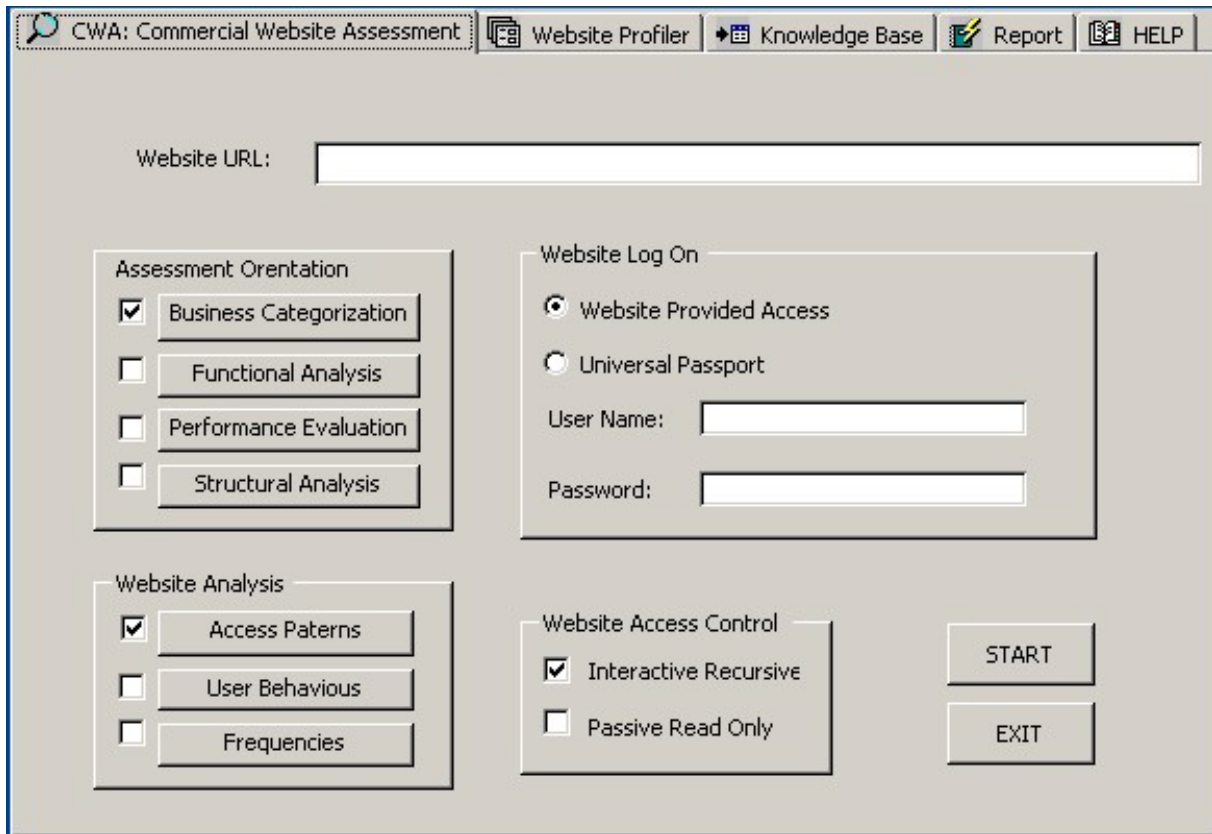 CWA: Commercial Website Assessment
Website Profiler
Knowledge Base
Report
HELP
Website URL:
Assessment Orentation
Business Categorization
Functional Analysis
Performance Evaluation
Structural Analysis
Website Log On
Website Provided Access
Universal Passport
User Name:
Password:
Website Analysis
Access Paterns
User Behavious
Frequencies
Website Access Control
Interactive Recursive
Passive Read Only
START
EXIT